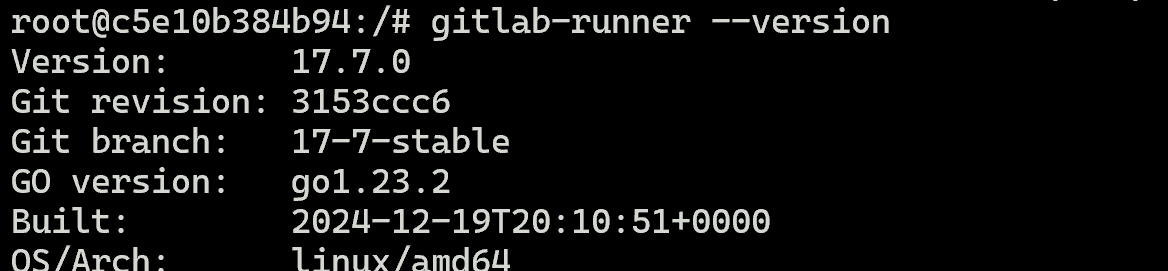 root@c5e10b384b94:/# gitlab-runner --version
Version:      17.7.0
Git revision: 3153ccc6
Git branch:   17-7-stable
GO version:   go1.23.2
Built:        2024-12-19T20:10:51+0000
OS/Arch:      linux/amd64